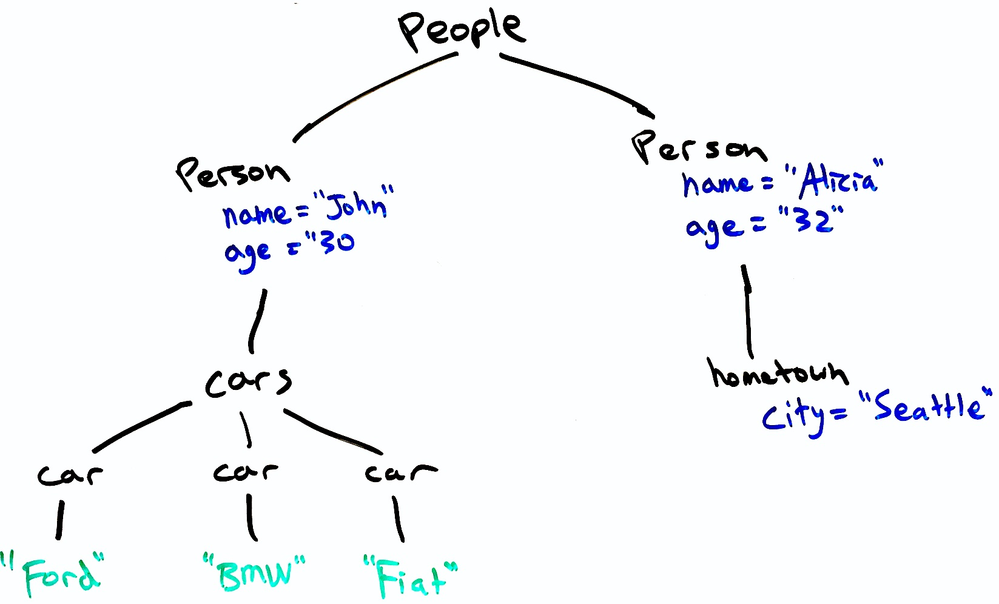 People
Person
name="John"
age ="30
Person
name= "Alicia"
age= "32"
cars
hometown
city= "Seattle"
car car car
"Ford" "BMW" "Fiat"